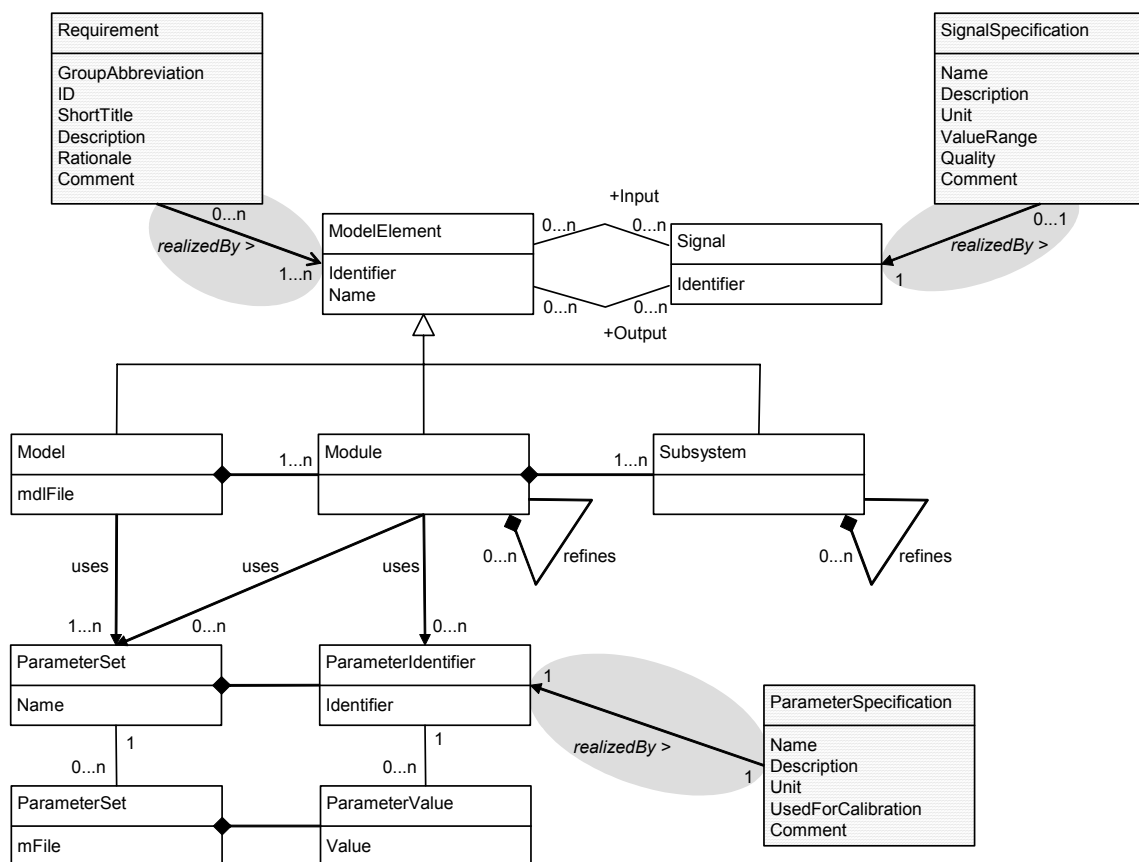 Requirement
GroupAbbreviation
ID
ShortTitle
Description
Rationale
Comment
SignalSpecification
Name
Description
Unit
ValueRange
Quality
Comment
0...n
realizedBy >
1...n
ModelElement
Identifier
Name
+Input
0...n
0...n
0...n
0...n
+Output
Signal
Identifier
0...1
realizedBy >
1
Model
mdlFile
1...n
Module
1...n
Subsystem
0...n
refines
0...n
refines
uses
uses
uses
1...n
0...n
0...n
ParameterSet
Name
ParameterIdentifier
Identifier
1
realizedBy >
1
ParameterSpecification
Name
Description
Unit
UsedForCalibration
Comment
1
0...n
1
0...n
ParameterSet
mFile
ParameterValue
Value